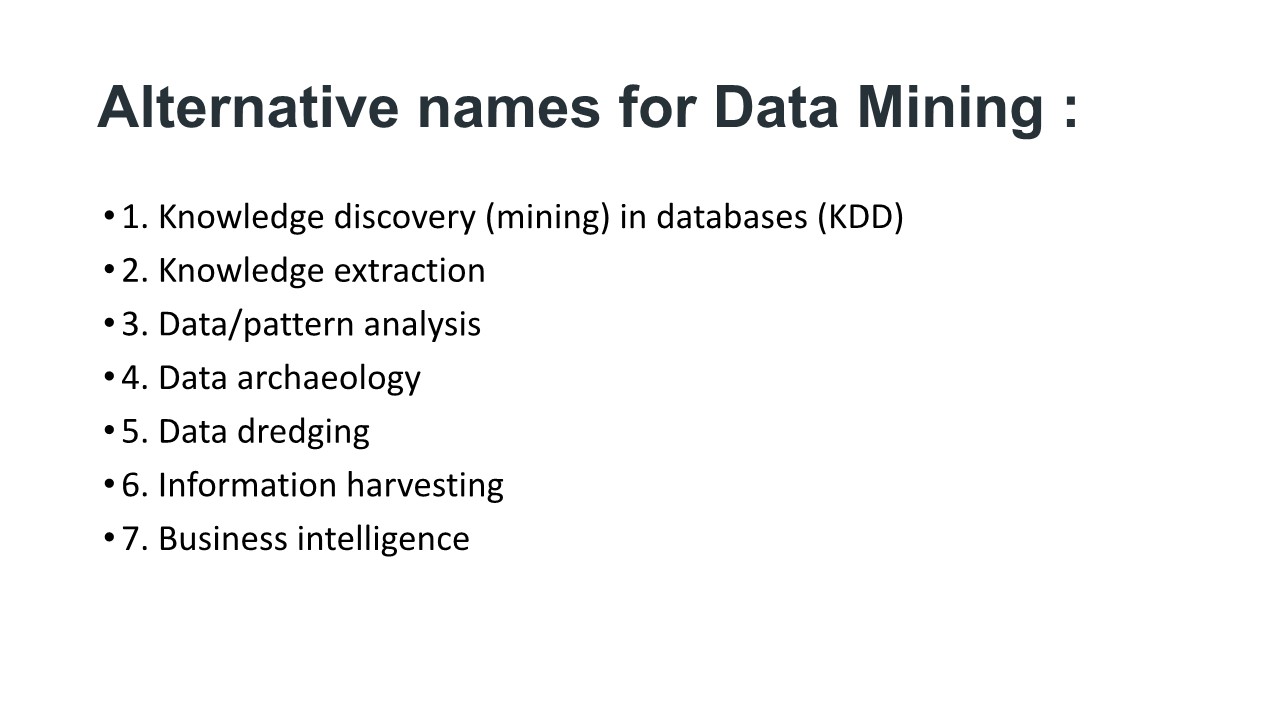 Alternative names for Data Mining :
•1. Knowledge discovery (mining) in databases (KDD)
•2. Knowledge extraction
•3. Data/pattern analysis
•4. Data archaeology
•5. Data dredging
•6. Information harvesting
•7. Business intelligence